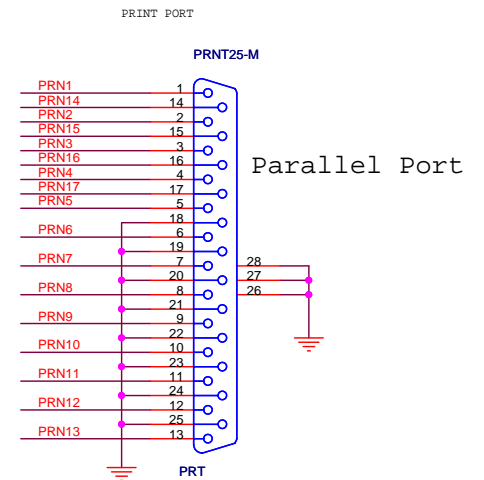 PRINT PORT
PRNT25-M
PRN1 1
PRN14 14
PRN2 2
PRN15 15
PRN3 3
PRN16 16
PRN4 4
PRN17 17
PRN5 5
18
PRN6 6
19
PRN7 7
20
PRN8 8
21
PRN9 9
22
PRN10 10
23
PRN11 11
24
PRN12 12
25
PRN13 13
28
27
26
Parallel Port
PRT